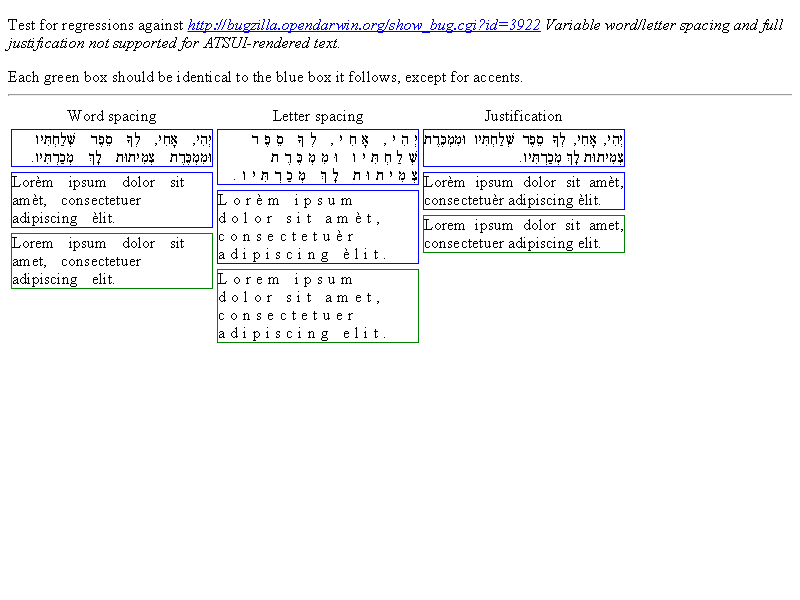 Test for regressions against http://bugzilla.opendarwin.org/show_bug.cgi?id=3922 Variable word/letter spacing and full
justification not supported for ATSUI-rendered text.
Each green box should be identical to the blue box it follows, except for accents.
Word spacing
יְהִי, אָחִי, לְךָ סֵפֶר שְׁלַחְתִּיו
וּמִמְכֶּרֶת צְמִיתוּת לָךְ מְכַרְתִּיו.
Lorèm ipsum dolor sit
amèt, consectetuer
adipiscing èlit.
Lorem ipsum dolor sit
amet, consectetuer
adipiscing elit.
Letter spacing
יְהִי, אָחִי, לְךָ סֵפֶר
שְׁלַחְתִּיו וּמִמְכֶּרֶת
צְמִיתוּת לָךְ מְכַרְתִּיו.
Lorèm ipsum
dolor sit amèt,
consectetuèr
adipiscing èlit.
Lorem ipsum
dolor sit amet,
consectetuer
adipiscing elit.
Justification
יְהִי, אָחִי, לְךָ סֵפֶר שְׁלַחְתִּיו וּמִמְכֶּרֶת
צְמִיתוּת לָךְ מְכַרְתִּיו.
Lorèm ipsum dolor sit amèt,
consectetuèr adipiscing èlit.
Lorem ipsum dolor sit amet,
consectetuer adipiscing elit.